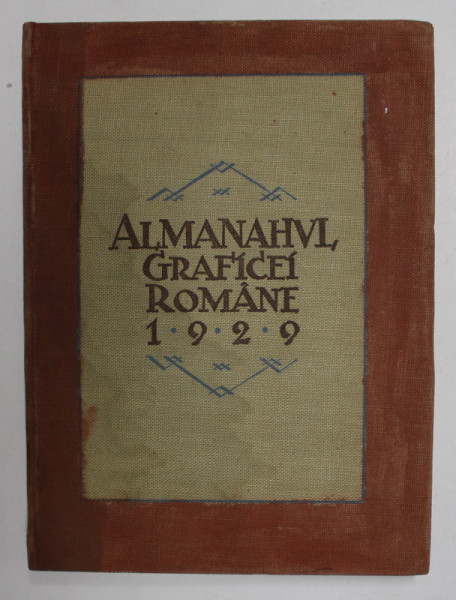 ALMANAHVL
GRAFICEI
ROMÂNE
1·9·2·9